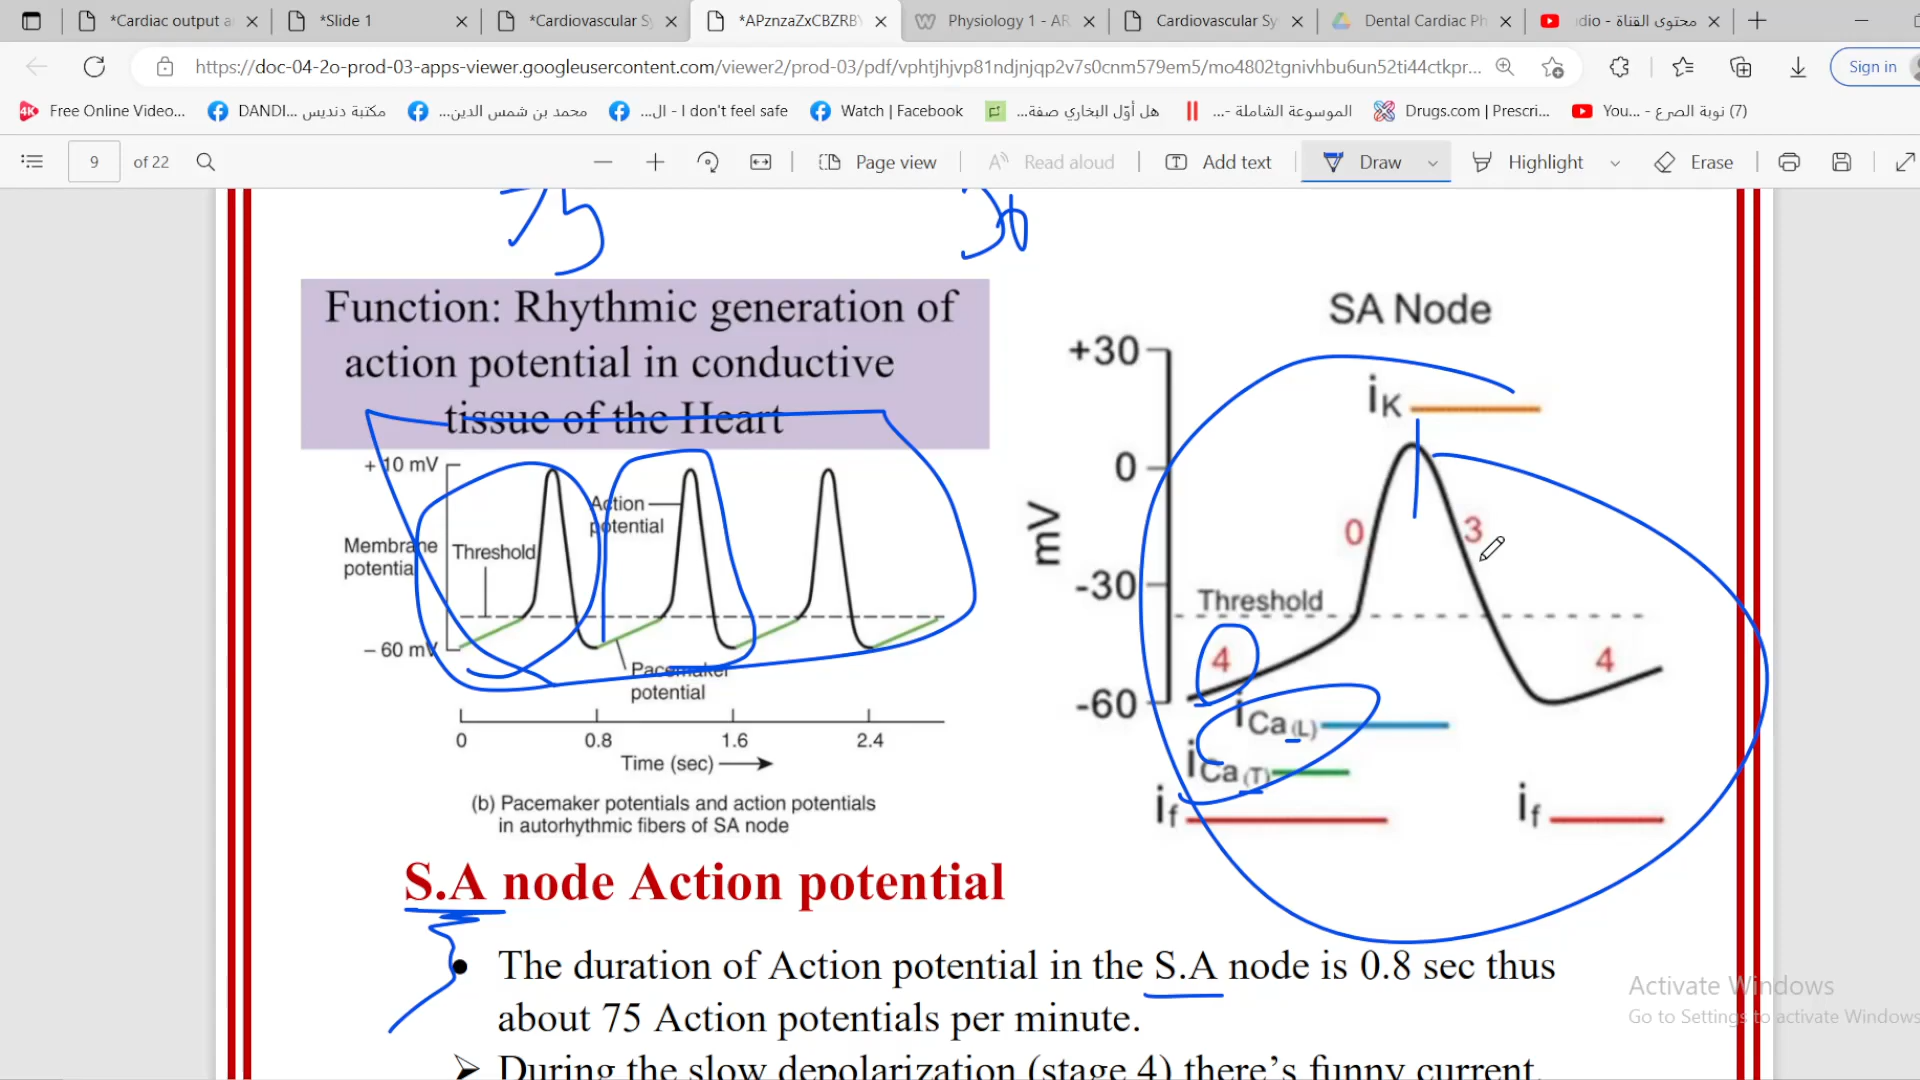 *Cardiac output a
*Slide 1
*Cardiovascular Sy
*APznzaZxCBZRBY
Physiology 1 - AR
Cardiovascular Sy
Dental Cardiac Ph
محتوى القناة - dio
https://doc-04-2o-prod-03-apps-viewer.googleusercontent.com/viewer2/prod-03/pdf/vphtjhjvp81ndjnjqp2v7s0cnm579em5/mo4802tgnivhbu6un52ti44ctkpr...
Sign in
Free Online Video...
DANDI... مكتبة دنديس...
محمد بن شمس الدين...
ال... - I don't feel safe
Watch | Facebook
هل أوّل البخاري صفة...
الموسوعة الشاملة -...
Drugs.com | Prescri...
(7) نوبة الصرع - You...
9 of 22
Page view
Read aloud
Add text
Draw
Highlight
Erase
75
Function: Rhythmic generation of
action potential in conductive
tissue of the Heart
+ 10 mV
Membrane
potential
Threshold
Action
potential
– 60 mV
Pacemaker
potential
0 0.8 1.6 2.4
Time (sec)
(b) Pacemaker potentials and action potentials
in autorhythmic fibers of SA node
SA Node
+30
iK
0
mV
0
3
-30
Threshold
4
4
-60
iCa(L)
iCa(T)
if
if
S.A node Action potential
• The duration of Action potential in the S.A node is 0.8 sec thus
about 75 Action potentials per minute.
➢ During the slow depolarization (stage 4) there's funny current,
Activate Windows
Go to Settings to activate Windows